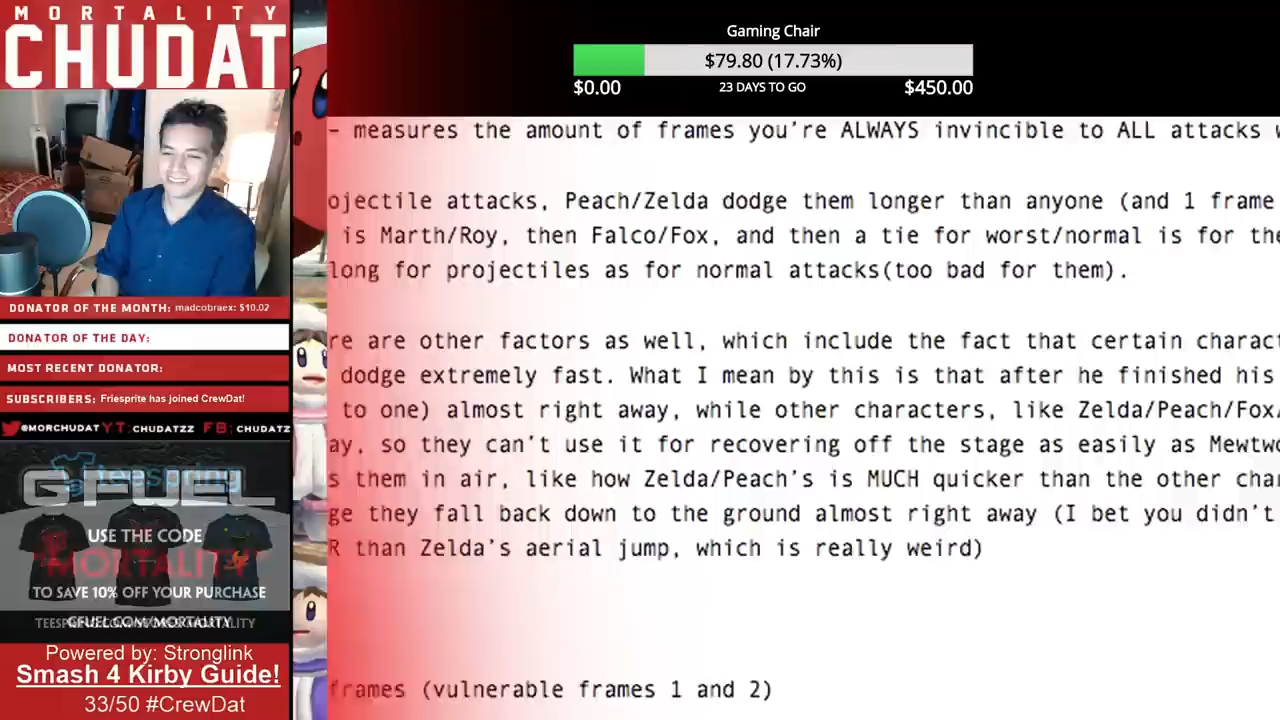 MORTALITY
CHUDAT
DONATOR OF THE MONTH: madcobraex: $10.02
DONATOR OF THE DAY:
MOST RECENT DONATOR:
SUBSCRIBERS: Friesprite has joined CrewDat!
@MORCHUDAT YT: CHUDATZZ FB: CHUDATZ
teespring
G FUEL
USE THE CODE
MORTALITY
TO SAVE 10% OFF YOUR PURCHASE
GFUEL.COM/MORTALITY
Powered by: Stronglink
Smash 4 Kirby Guide!
33/50 #CrewDat
Gaming Chair
$79.80 (17.73%)
$0.00 23 DAYS TO GO $450.00
- measures the amount of frames you're ALWAYS invincible to ALL attacks w
ojectile attacks, Peach/Zelda dodge them longer than anyone (and 1 frame
is Marth/Roy, then Falco/Fox, and then a tie for worst/normal is for the
long for projectiles as for normal attacks(too bad for them).
re are other factors as well, which include the fact that certain charact
dodge extremely fast. What I mean by this is that after he finished his
to one) almost right away, while other characters, like Zelda/Peach/Fox/
ay, so they can't use it for recovering off the stage as easily as Mewtwo
s them in air, like how Zelda/Peach's is MUCH quicker than the other char
ge they fall back down to the ground almost right away (I bet you didn't
R than Zelda's aerial jump, which is really weird)
frames (vulnerable frames 1 and 2)